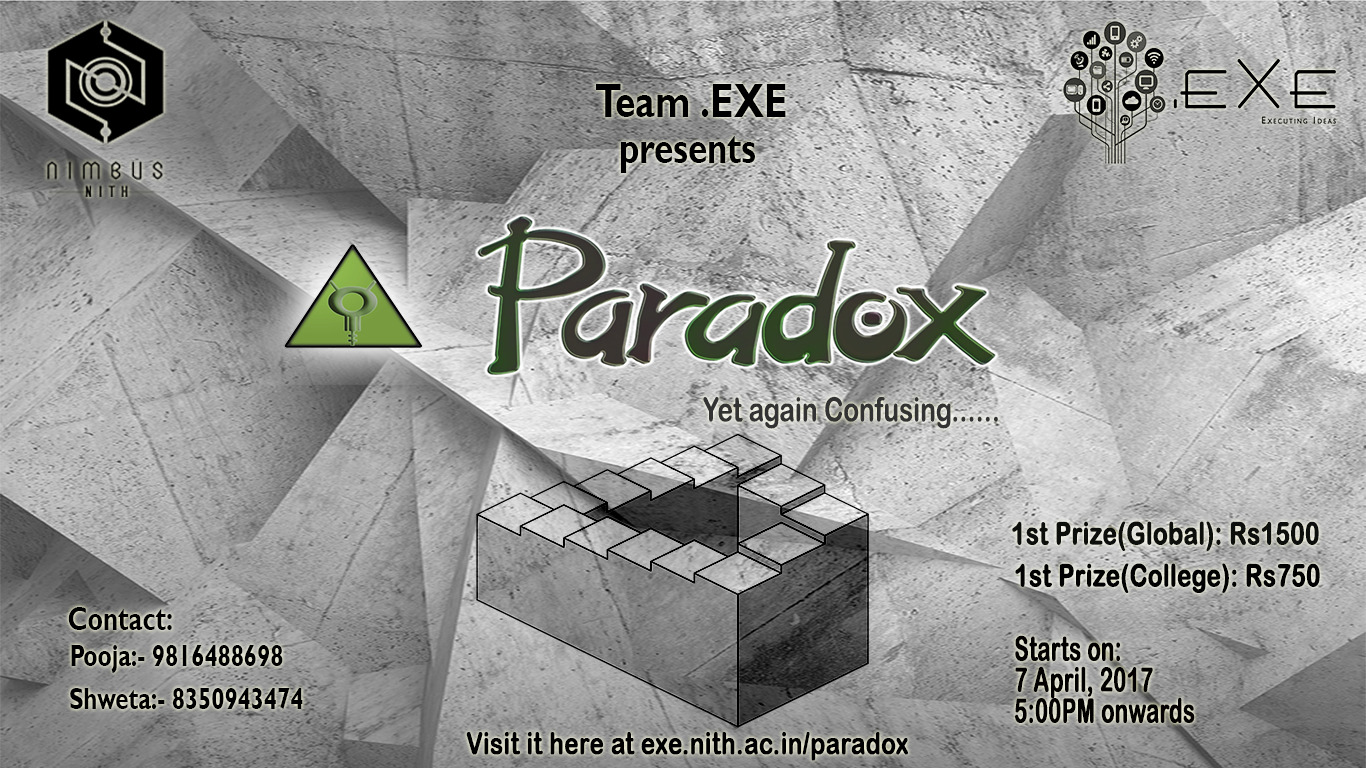 NIMBUS
NITH
Team .EXE
presents
.EXE
EXECUTING IDEAS
Paradox
Yet again Confusing......
1st Prize(Global): Rs1500
1st Prize(College): Rs750
Contact:
Pooja:- 9816488698
Shweta:- 8350943474
Starts on:
7 April, 2017
5:00PM onwards
Visit it here at exe.nith.ac.in/paradox